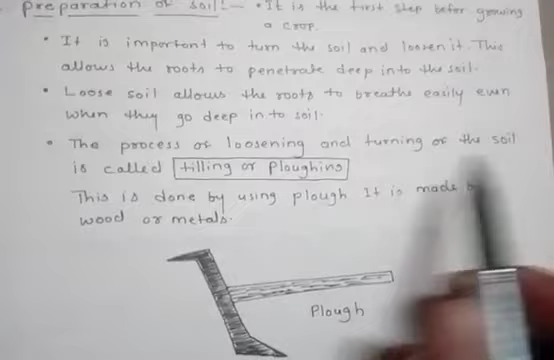 preparation of soil:- • It is the first step befor growing
a crop.
• It is important to turn the soil and loosen it. This
allows the roots to penetrate deep into the soil.
• Loose soil allows the roots to breathe easily even
when they go deep in to soil.
• The process of loosening and turning of the soil
is called tilling or Ploughing
This is done by using plough It is made
wood or metals.
Plough